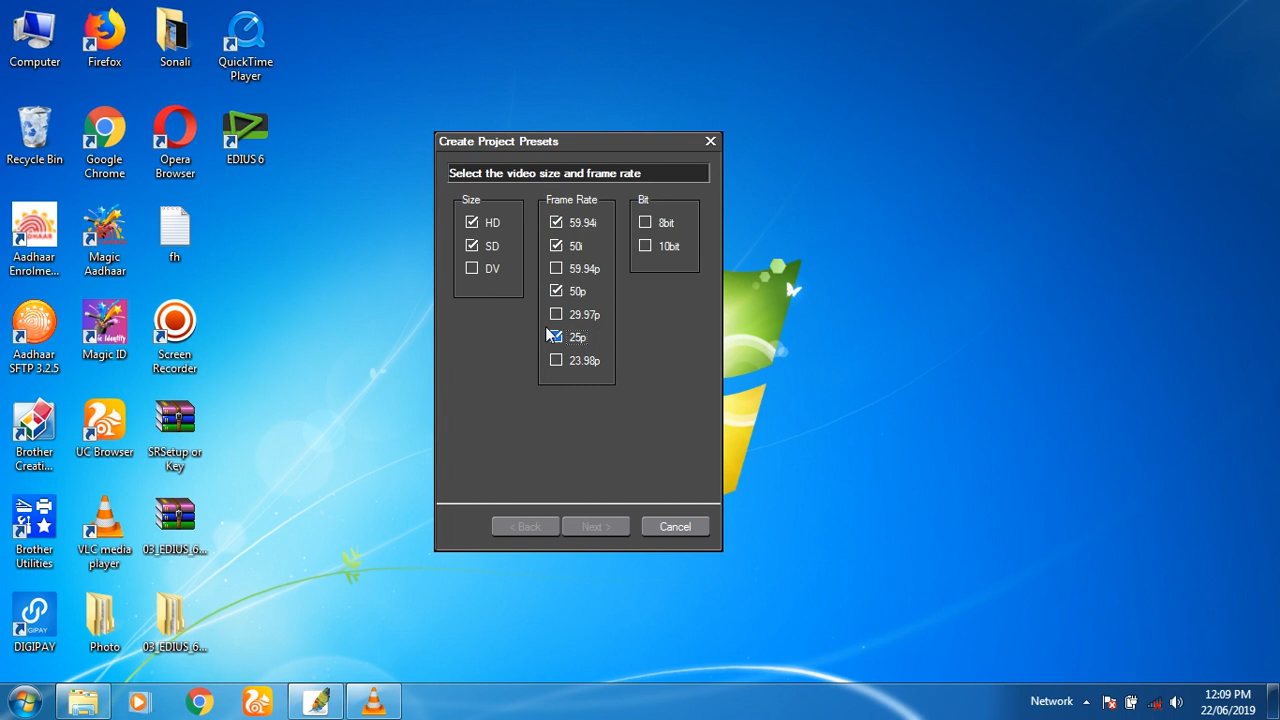 Computer
Firefox
Sonali
QuickTime
Player
Recycle Bin
Google
Chrome
Opera
Browser
EDIUS 6
AADHAAR
Aadhaar
Enrolme...
Magic
Aadhaar
fh
Aadhaar
SFTP 3.2.5
Magic ID
Screen
Recorder
Brother
Creati...
UC Browser
SRSetup or
Key
Brother
Utilities
VLC media
player
03_EDIUS_6...
DIGIPAY
Photo
03_EDIUS_6...
Create Project Presets
Select the video size and frame rate
Size
HD
SD
DV
Frame Rate
59.94i
50i
59.94p
50p
29.97p
25p
23.98p
Bit
8bit
10bit
< Back
Next >
Cancel
Network
12:09 PM
22/06/2019